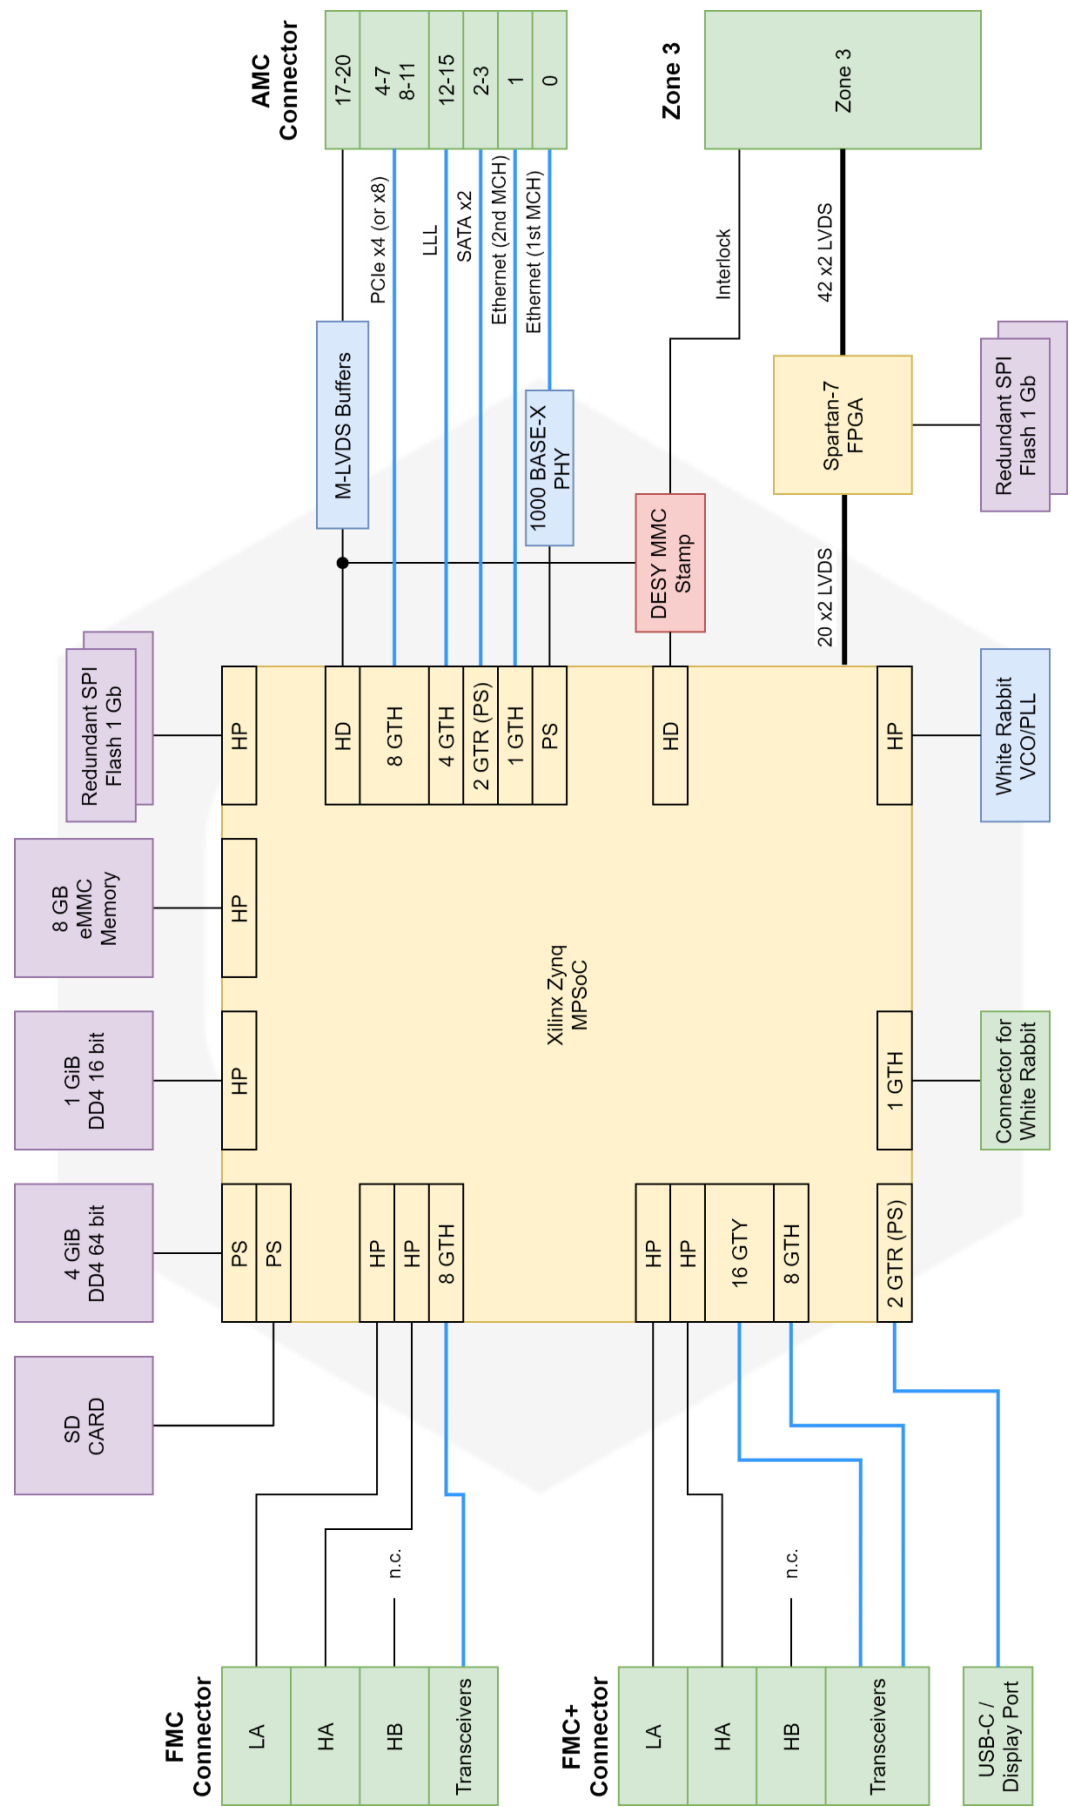 FMC
Connector
LA
HA
HB
Transceivers
n.c.
FMC+
Connector
LA
HA
HB
Transceivers
n.c.
USB-C /
Display Port
SD
CARD
4 GiB
DD4 64 bit
1 GiB
DD4 16 bit
8 GB
eMMC
Memory
Redundant SPI
Flash 1 Gb
PS
PS
HP
HP
HP
HP
HP
8 GTH
HP
HP
16 GTY
8 GTH
2 GTR (PS)
1 GTH
HP
Xilinx Zynq
MPSoC
HD
8 GTH
4 GTH
2 GTR (PS)
1 GTH
PS
HD
Connector for
White Rabbit
White Rabbit
VCO/PLL
M-LVDS Buffers
1000 BASE-X
PHY
DESY MMC
Stamp
20 x2 LVDS
Spartan-7
FPGA
Redundant SPI
Flash 1 Gb
PCIe x4 (or x8)
LLL
SATA x2
Ethernet (2nd MCH)
Ethernet (1st MCH)
Interlock
42 x2 LVDS
AMC
Connector
17-20
4-7
8-11
12-15
2-3
1
0
Zone 3
Zone 3